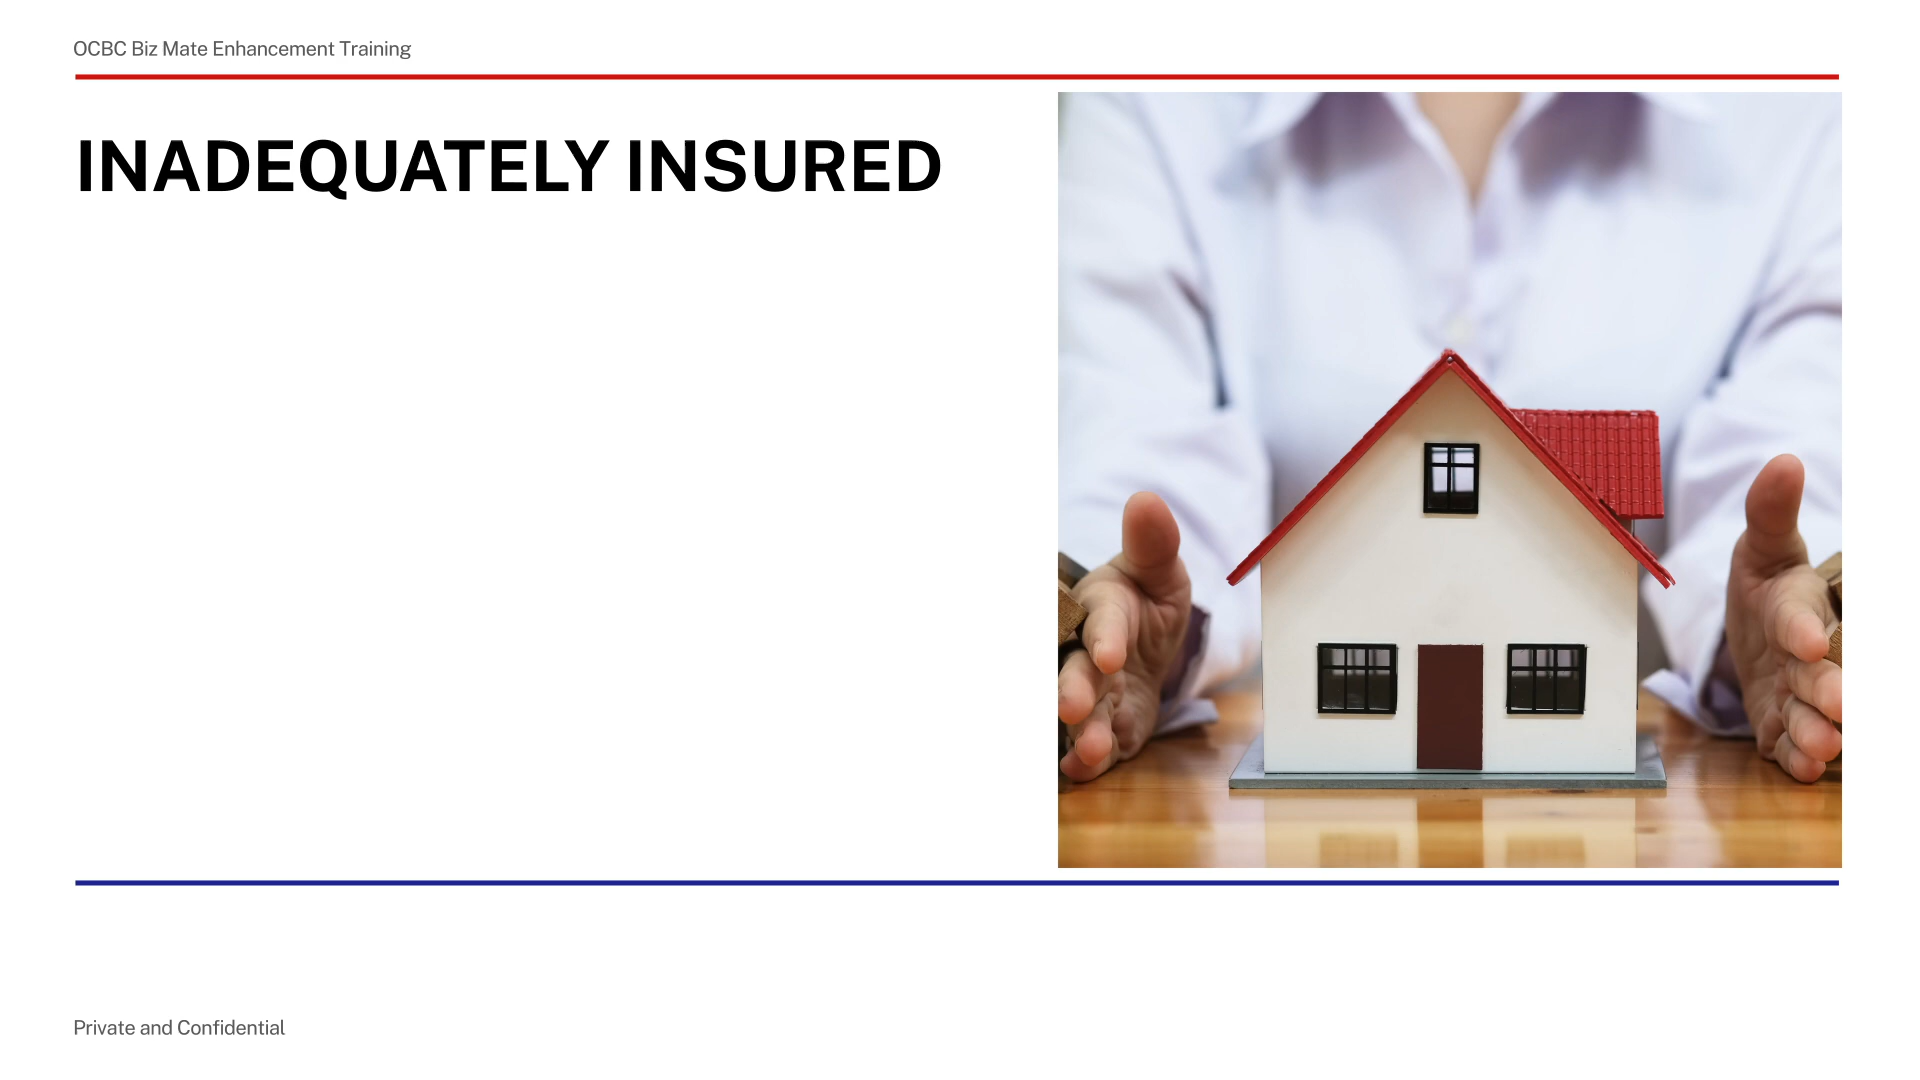 OCBC Biz Mate Enhancement Training
INADEQUATELY INSURED
Private and Confidential